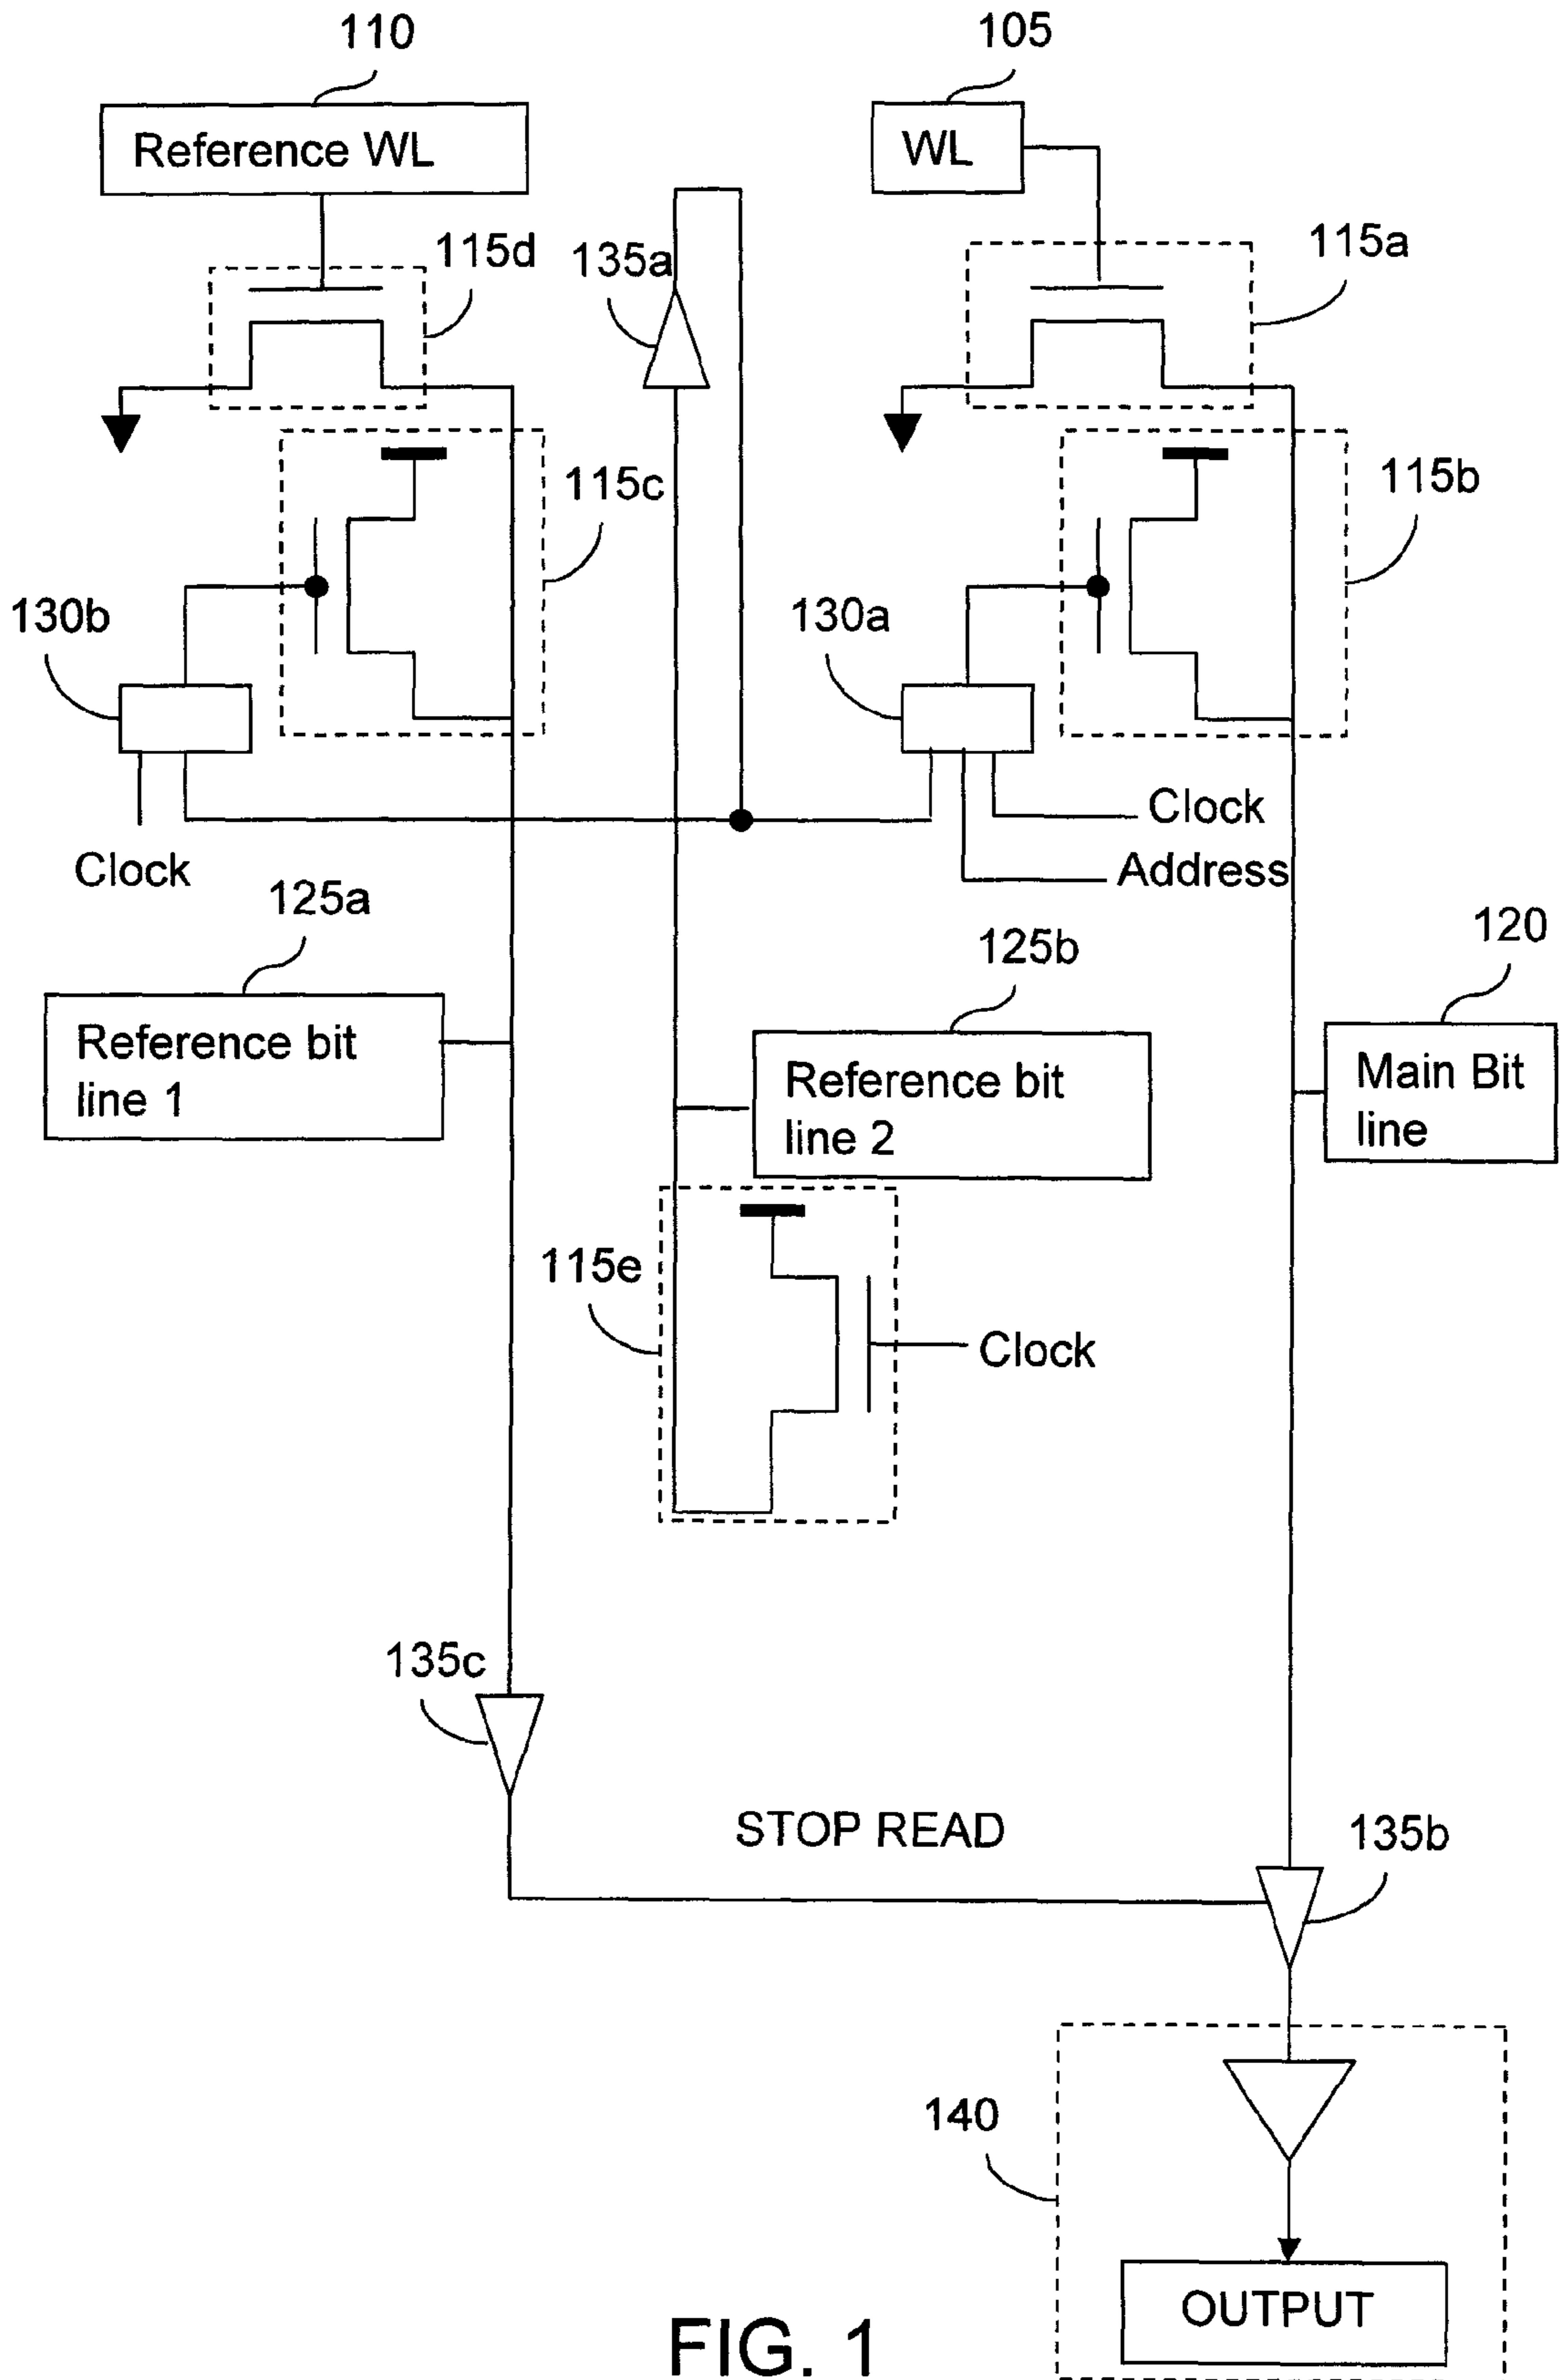 110
105
Reference WL
WL
115d
135a
115a
115c
115b
130b
130a
Clock
Clock
Address
125a
125b
120
Reference bit
line 1
Reference bit
line 2
Main Bit
line
115e
Clock
135c
STOP READ
135b
140
OUTPUT
FIG. 1